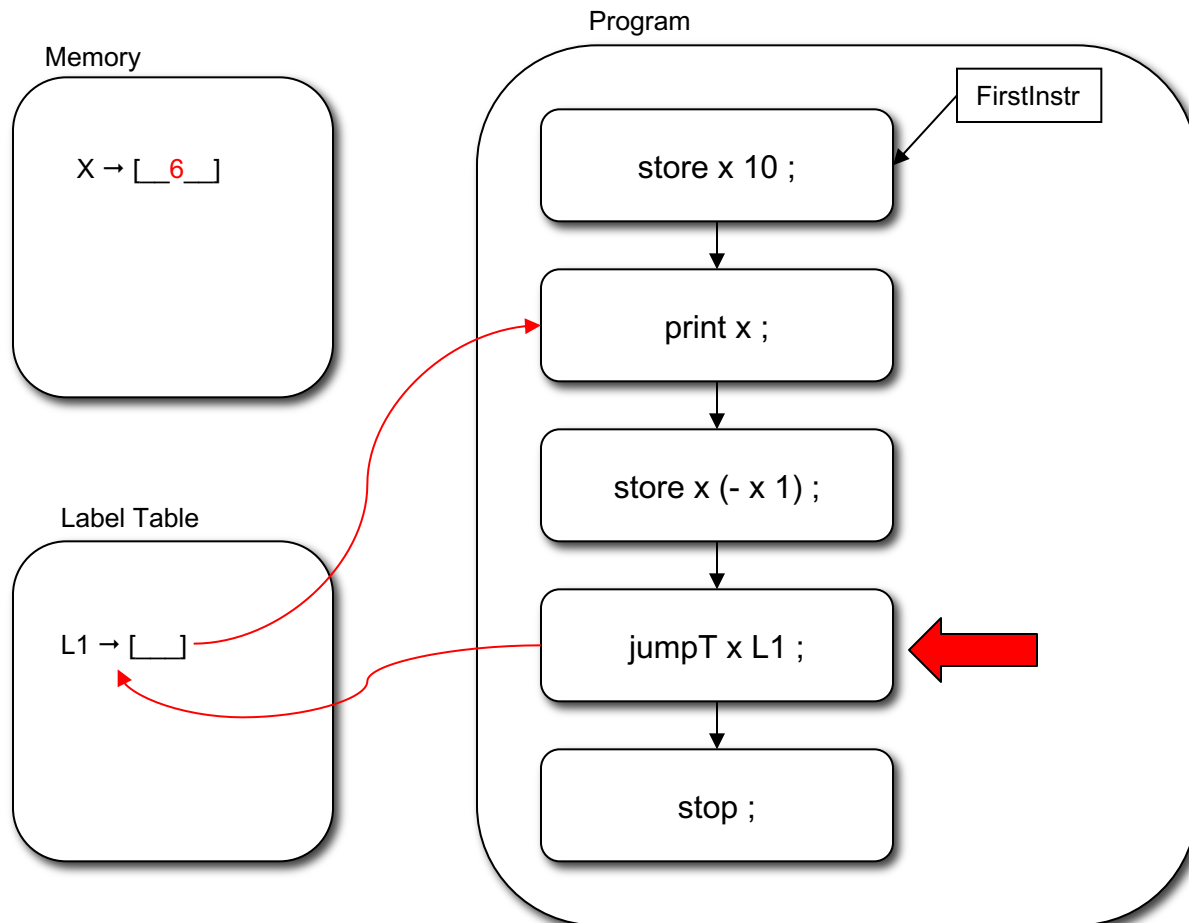 Program
Memory
FirstInstr
X → [__6__]
store x 10 ;
print x ;
store x (- x 1) ;
Label Table
L1 → [___]
jumpT x L1 ;
stop ;